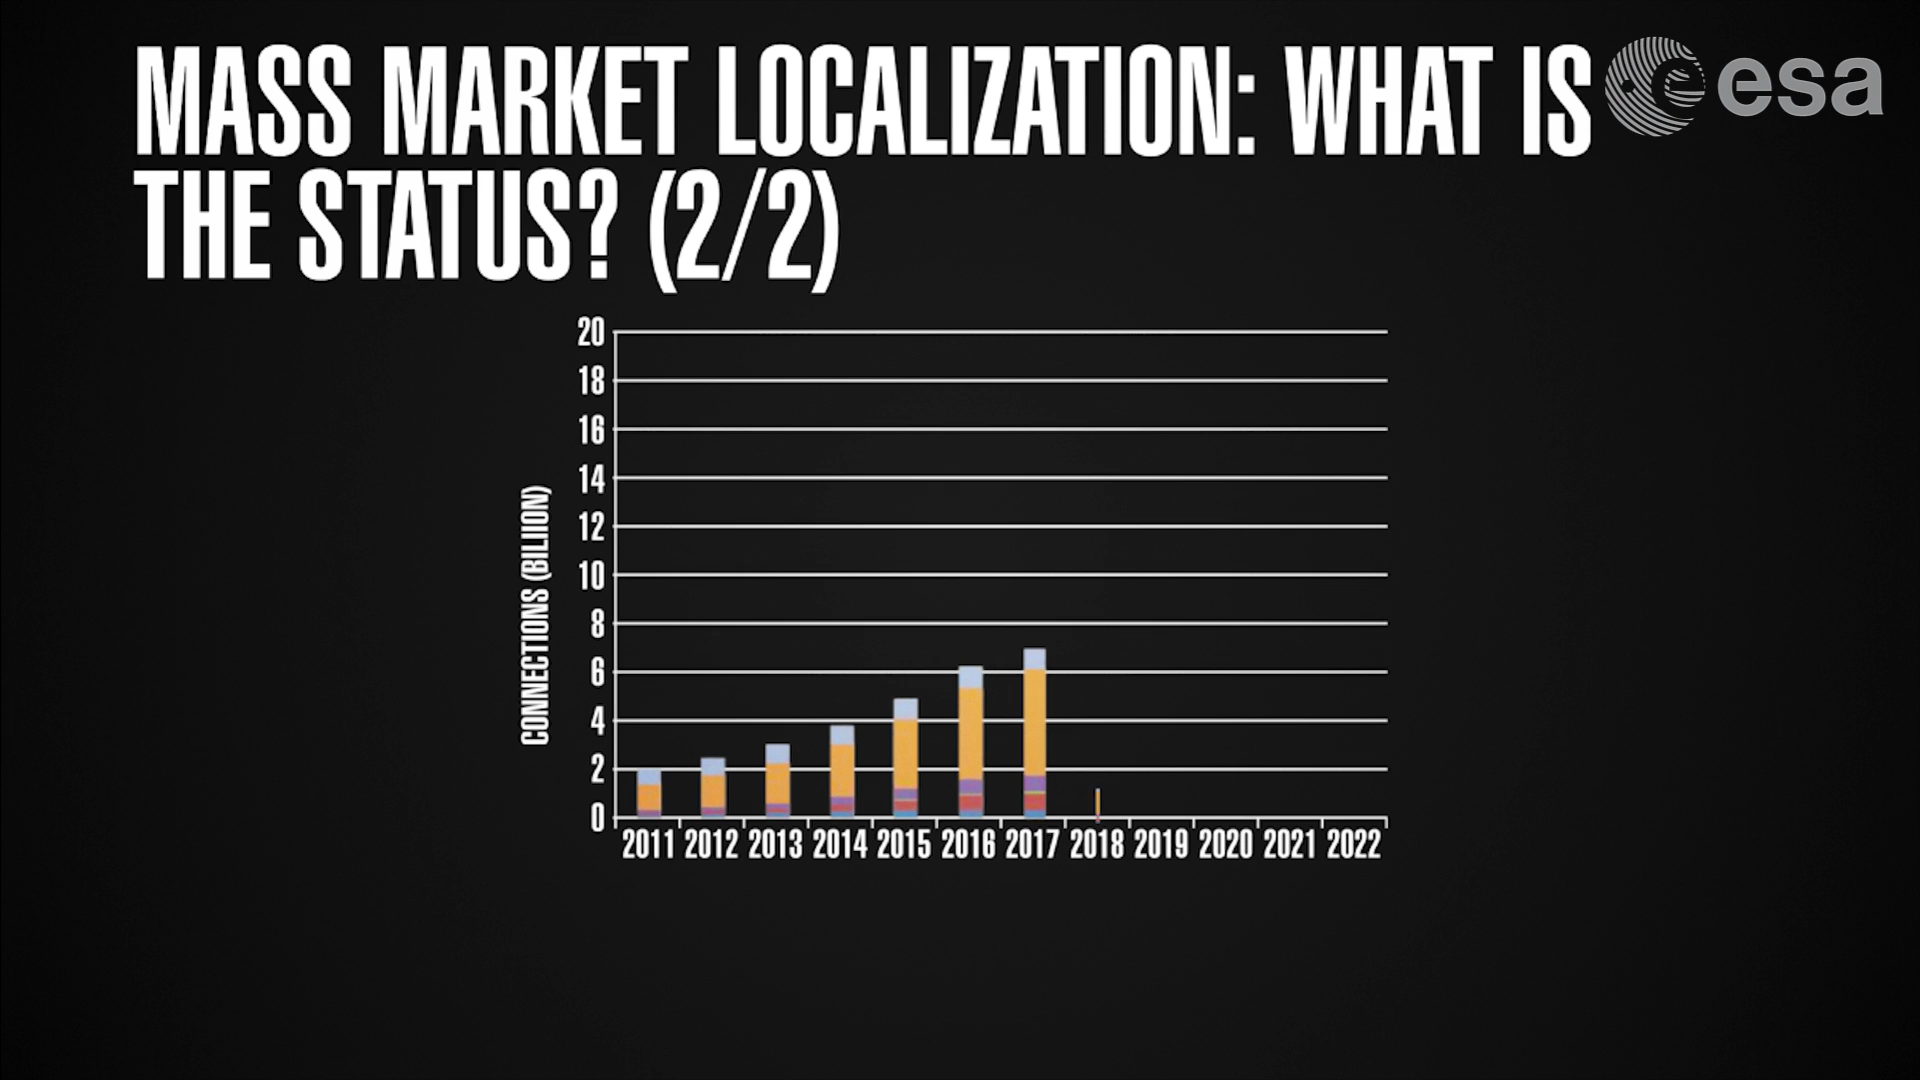 MASS MARKET LOCALIZATION: WHAT IS
THE STATUS? (2/2)
esa
20
18
16
14
12
10
8
6
4
2
0
CONNECTIONS (BILIION)
2011 2012 2013 2014 2015 2016 2017 2018 2019 2020 2021 2022